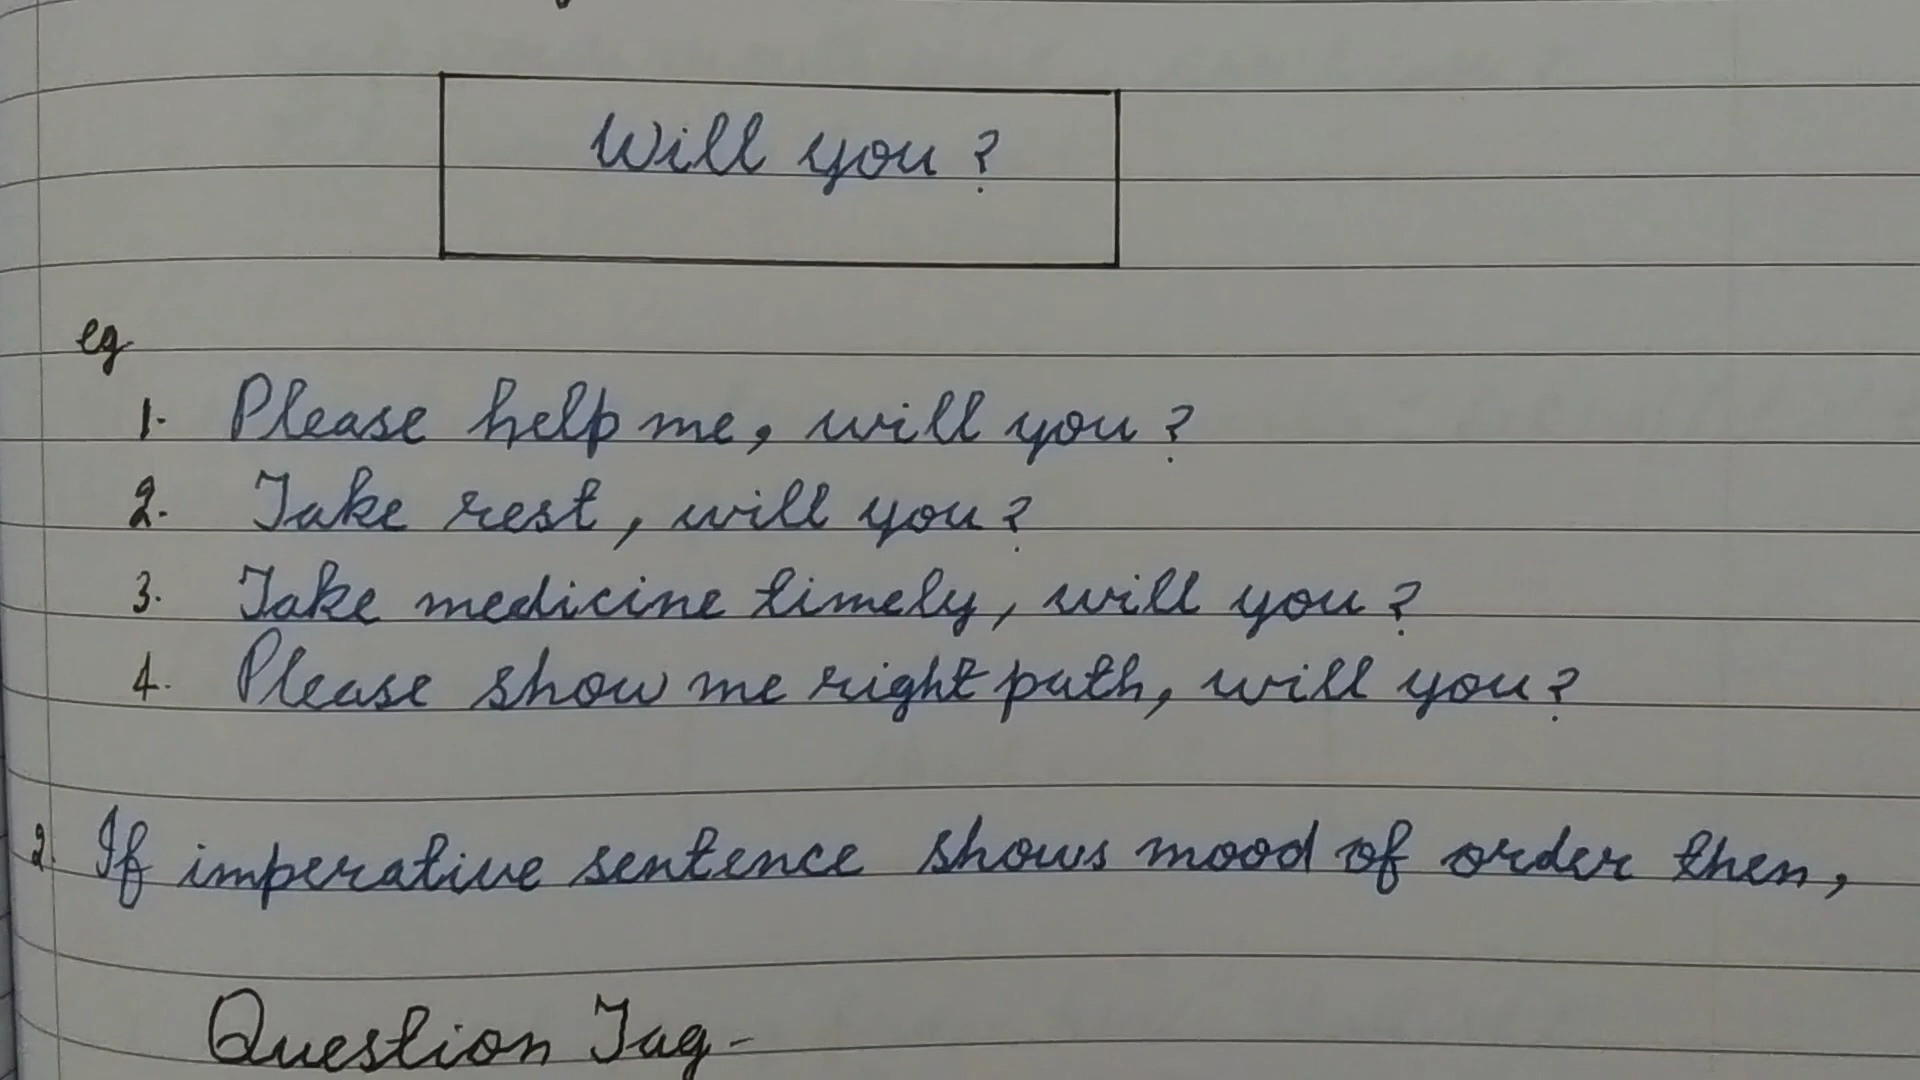 Will you?
eg
1. Please help me, will you?
2. Take rest, will you?
3. Take medicine timely, will you?
4. Please show me right path, will you?
2. If imperative sentence shows mood of order then,
Question Tag-